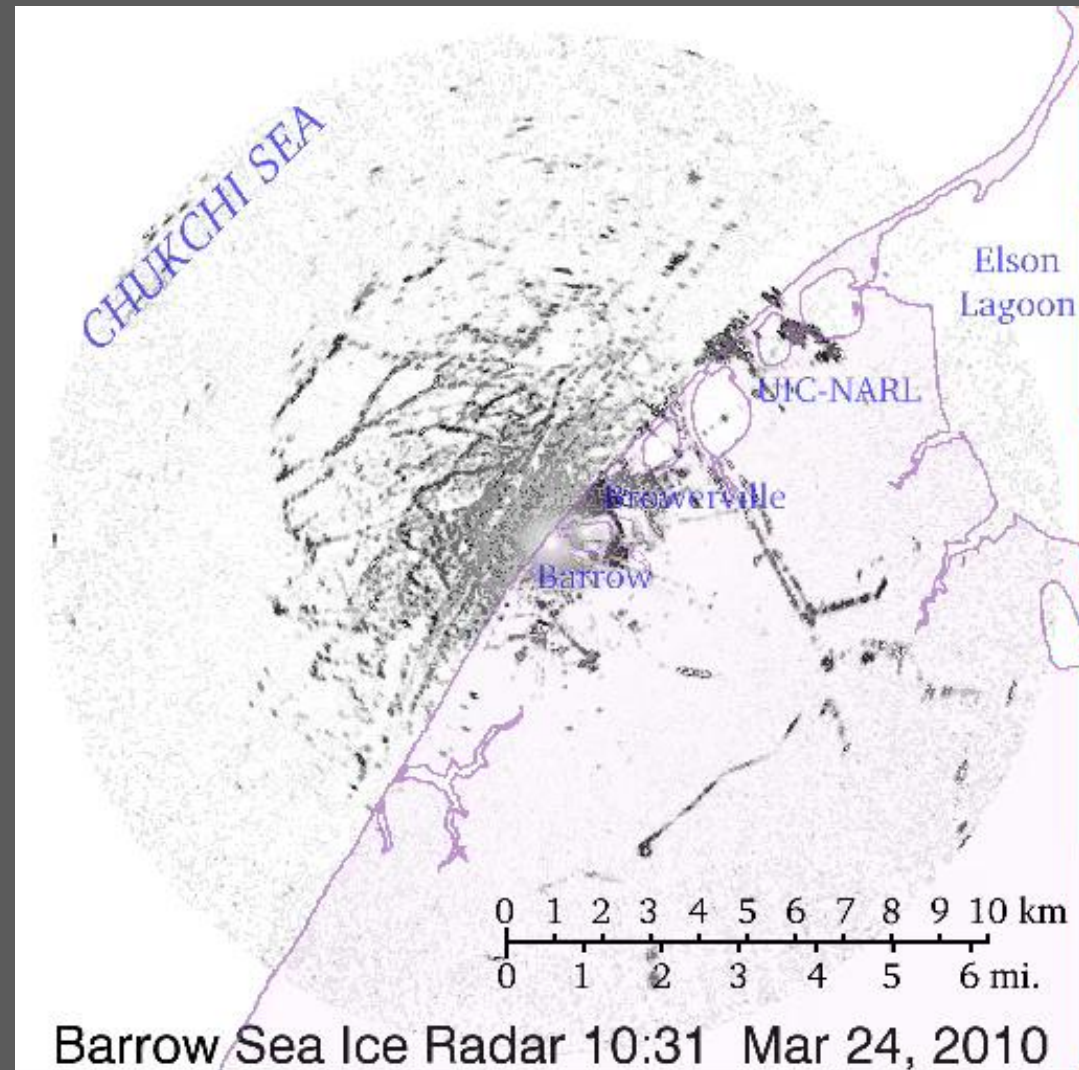 CHUKCHI SEA
Elson
Lagoon
UIC-NARL
Browerville
Barrow
0 1 2 3 4 5 6 7 8 9 10 km
0 1 2 3 4 5 6 mi.
Barrow Sea Ice Radar 10:31 Mar 24, 2010